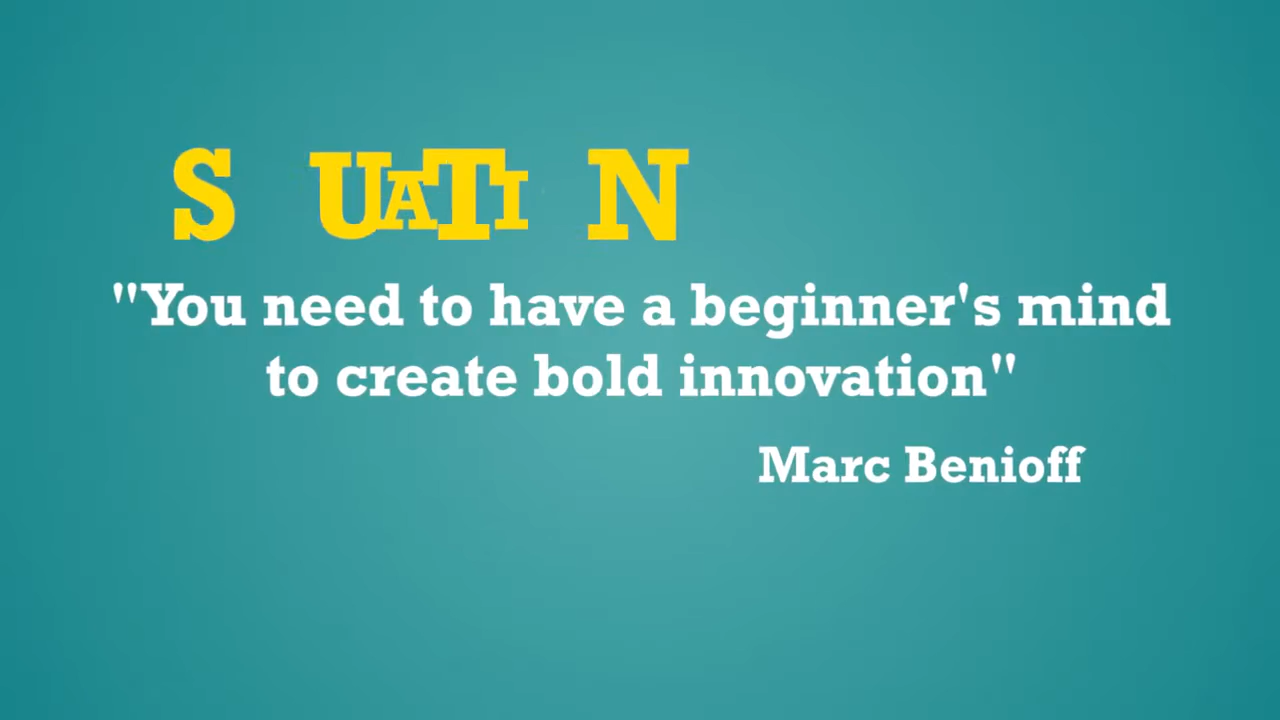 S UATI N
"You need to have a beginner's mind
to create bold innovation"
Marc Benioff